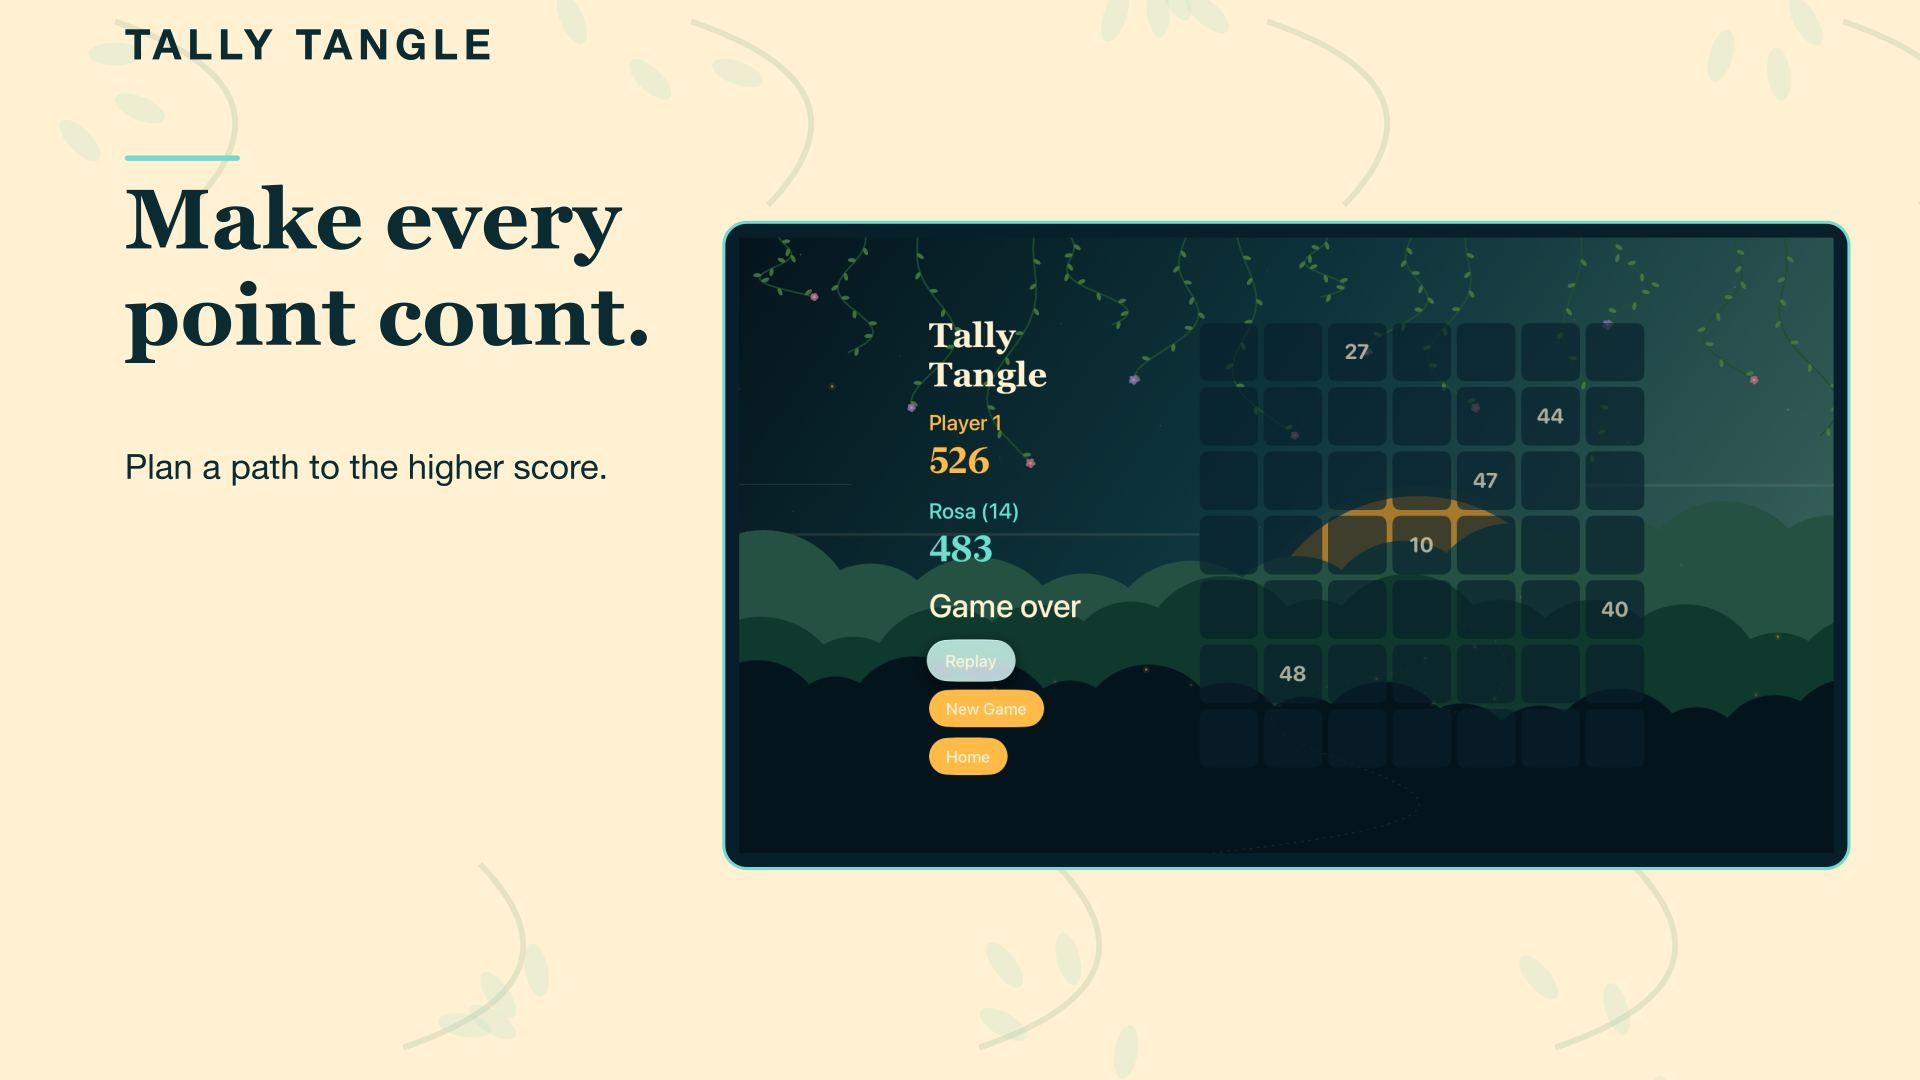 TALLY TANGLE
Make every
point count.
Plan a path to the higher score.
Tally
Tangle
Player 1
526
Rosa (14)
483
Game over
Replay
New Game
Home
27
44
47
10
40
48